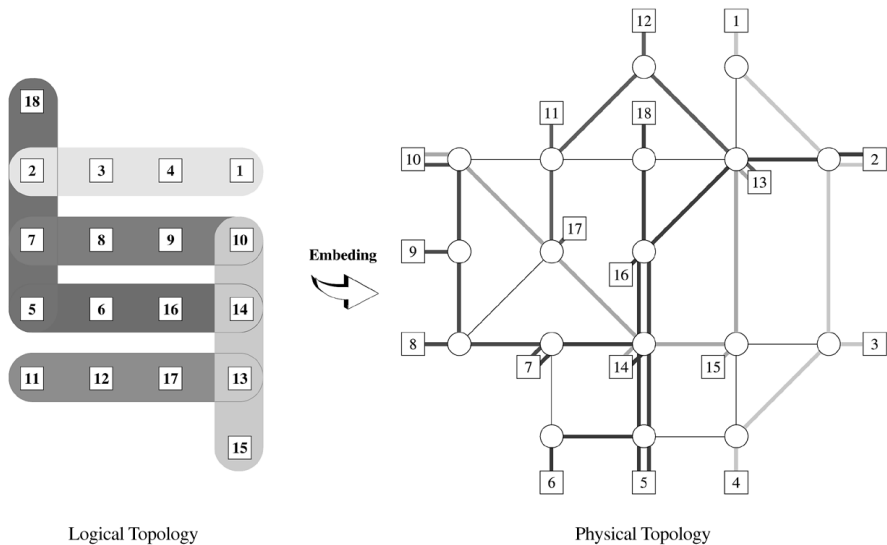 12 1
18
11 18
2 3 4 1
10 2
13
7 8 9 10
17
Embeding
9
16
5 6 16 14
8 3
7 14 15
11 12 17 13
15
6 5 4
Logical Topology
Physical Topology